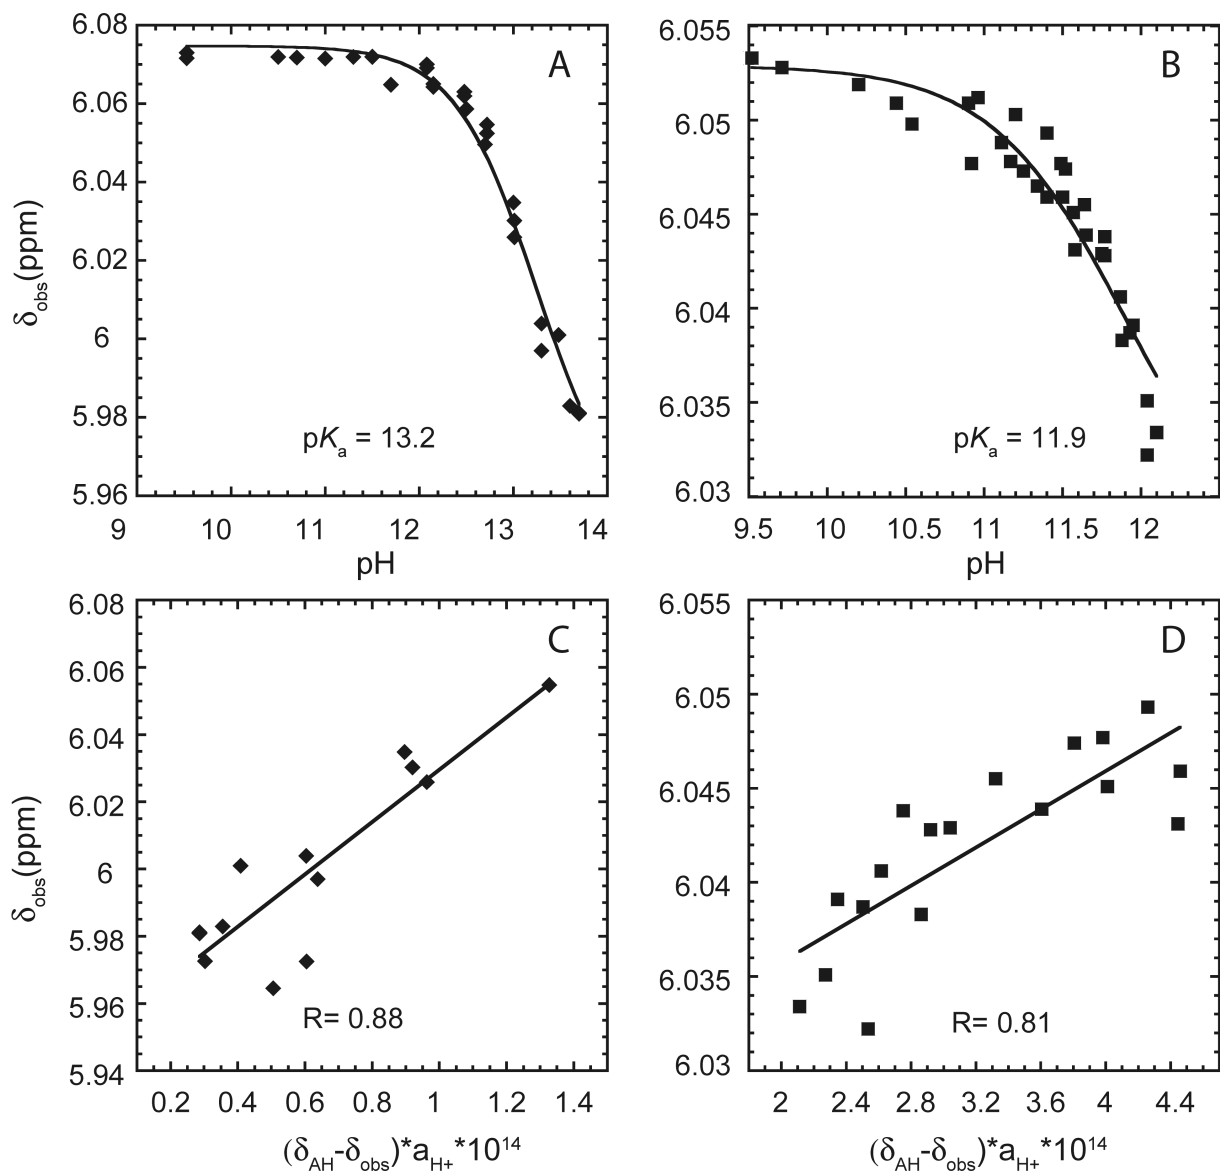 A
6.08
6.06
6.04
6.02
6
5.98
5.96
δobs(ppm)
pKa = 13.2
9 10 11 12 13 14
pH
B
6.055
6.05
6.045
6.04
6.035
6.03
pKa = 11.9
9.5 10 10.5 11 11.5 12
pH
C
6.08
6.06
6.04
6.02
6
5.98
5.96
5.94
δobs(ppm)
R= 0.88
0.2 0.4 0.6 0.8 1 1.2 1.4
(δAH-δobs)*aH+*10^14
D
6.055
6.05
6.045
6.04
6.035
6.03
R= 0.81
2 2.4 2.8 3.2 3.6 4 4.4
(δAH-δobs)*aH+*10^14